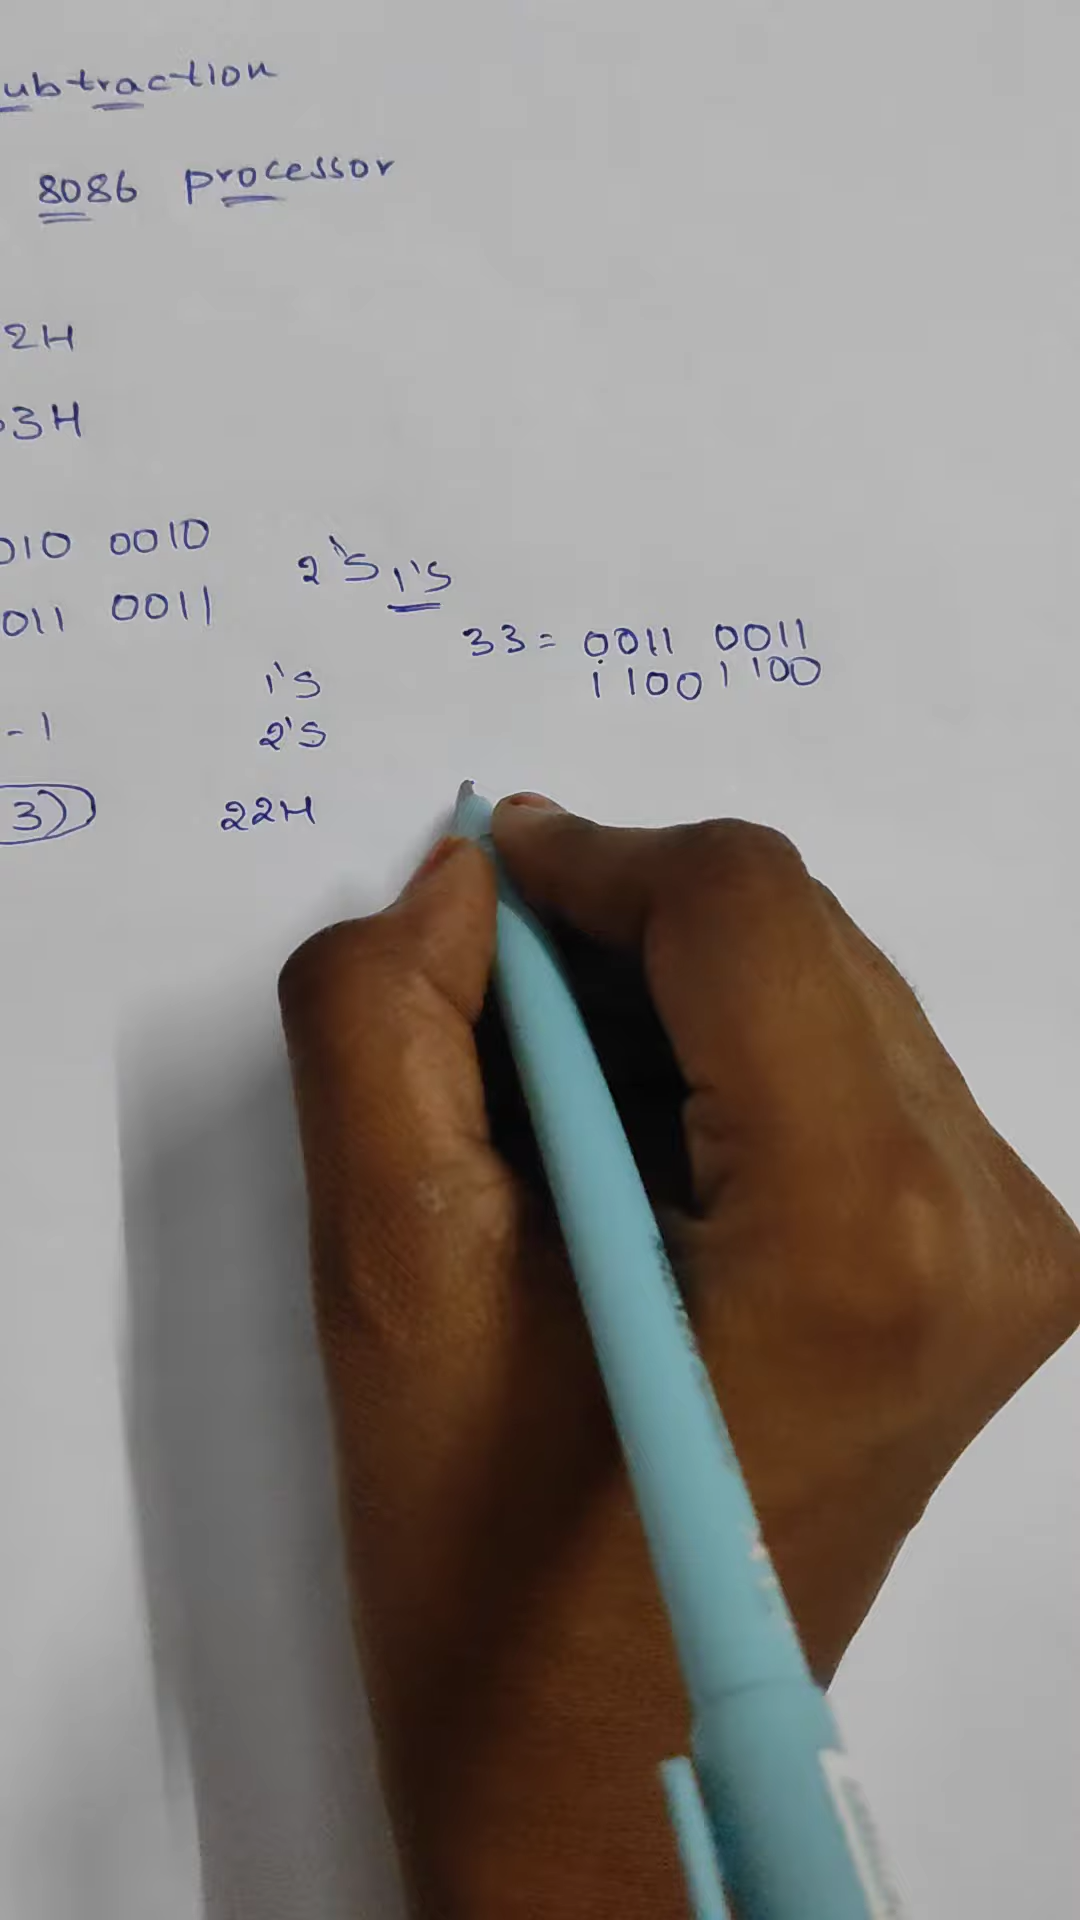 ubtraction
8086 processor
2H
3H
010 0010
011 0011
2's 1's
33 = 0011 0011
1100 1100
1's
- 1
2's
3)
22H